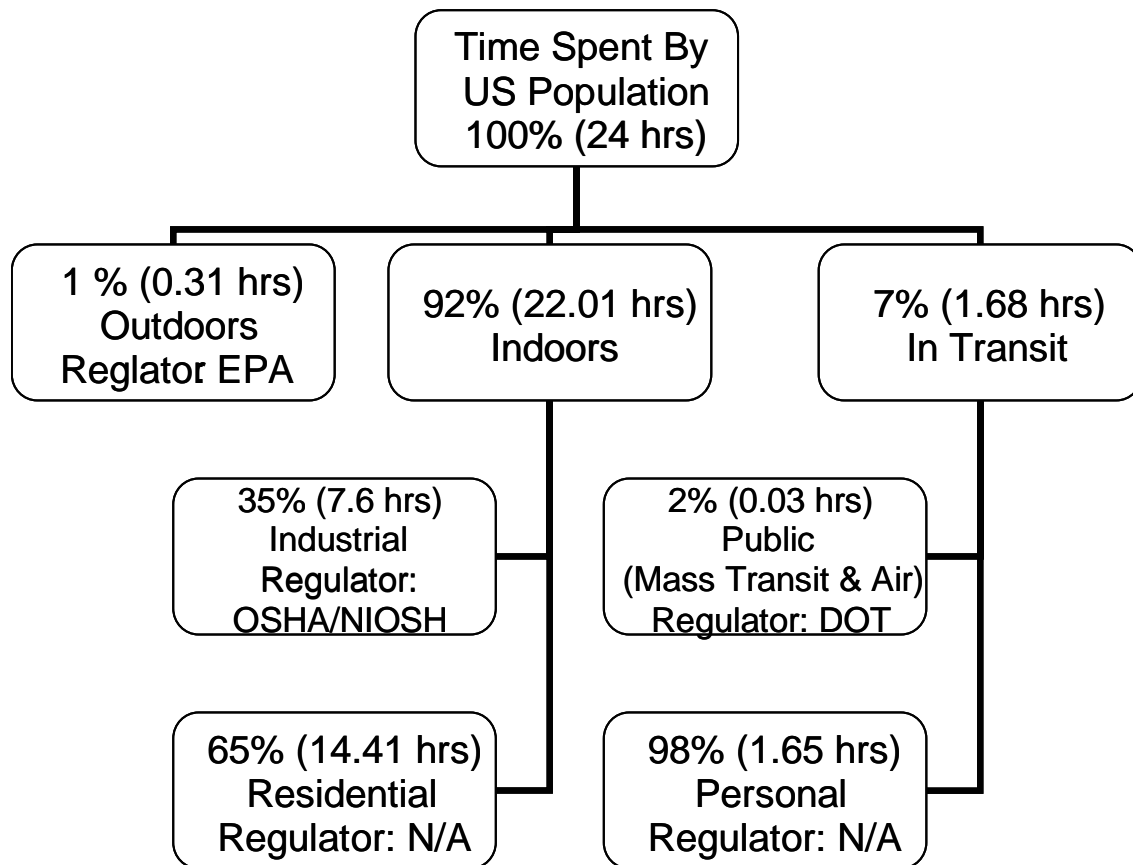 Time Spent By
US Population
100% (24 hrs)
1 % (0.31 hrs)
Outdoors
Reglator: EPA
92% (22.01 hrs)
Indoors
7% (1.68 hrs)
In Transit
35% (7.6 hrs)
Industrial
Regulator:
OSHA/NIOSH
2% (0.03 hrs)
Public
(Mass Transit & Air)
Regulator: DOT
65% (14.41 hrs)
Residential
Regulator: N/A
98% (1.65 hrs)
Personal
Regulator: N/A